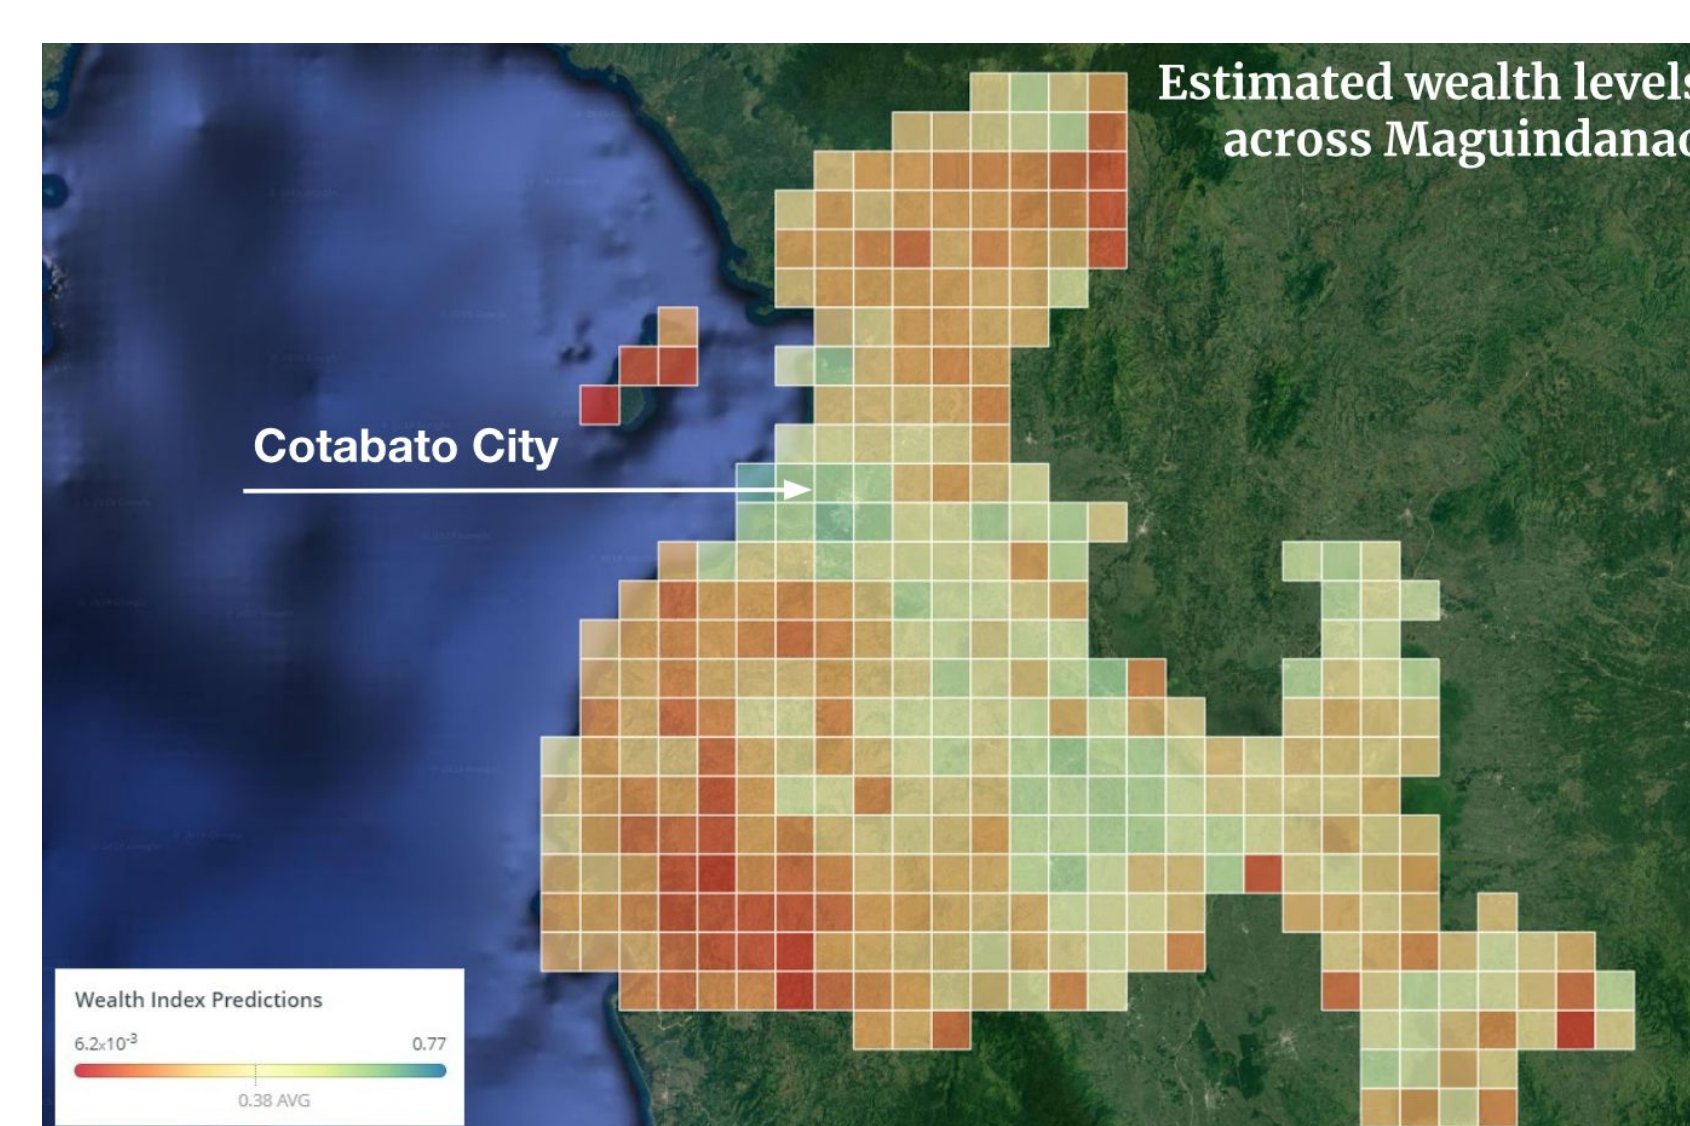 Estimated wealth levels
across Maguindanao
Cotabato City
Wealth Index Predictions
6.2x10-3 0.77
0.38 AVG